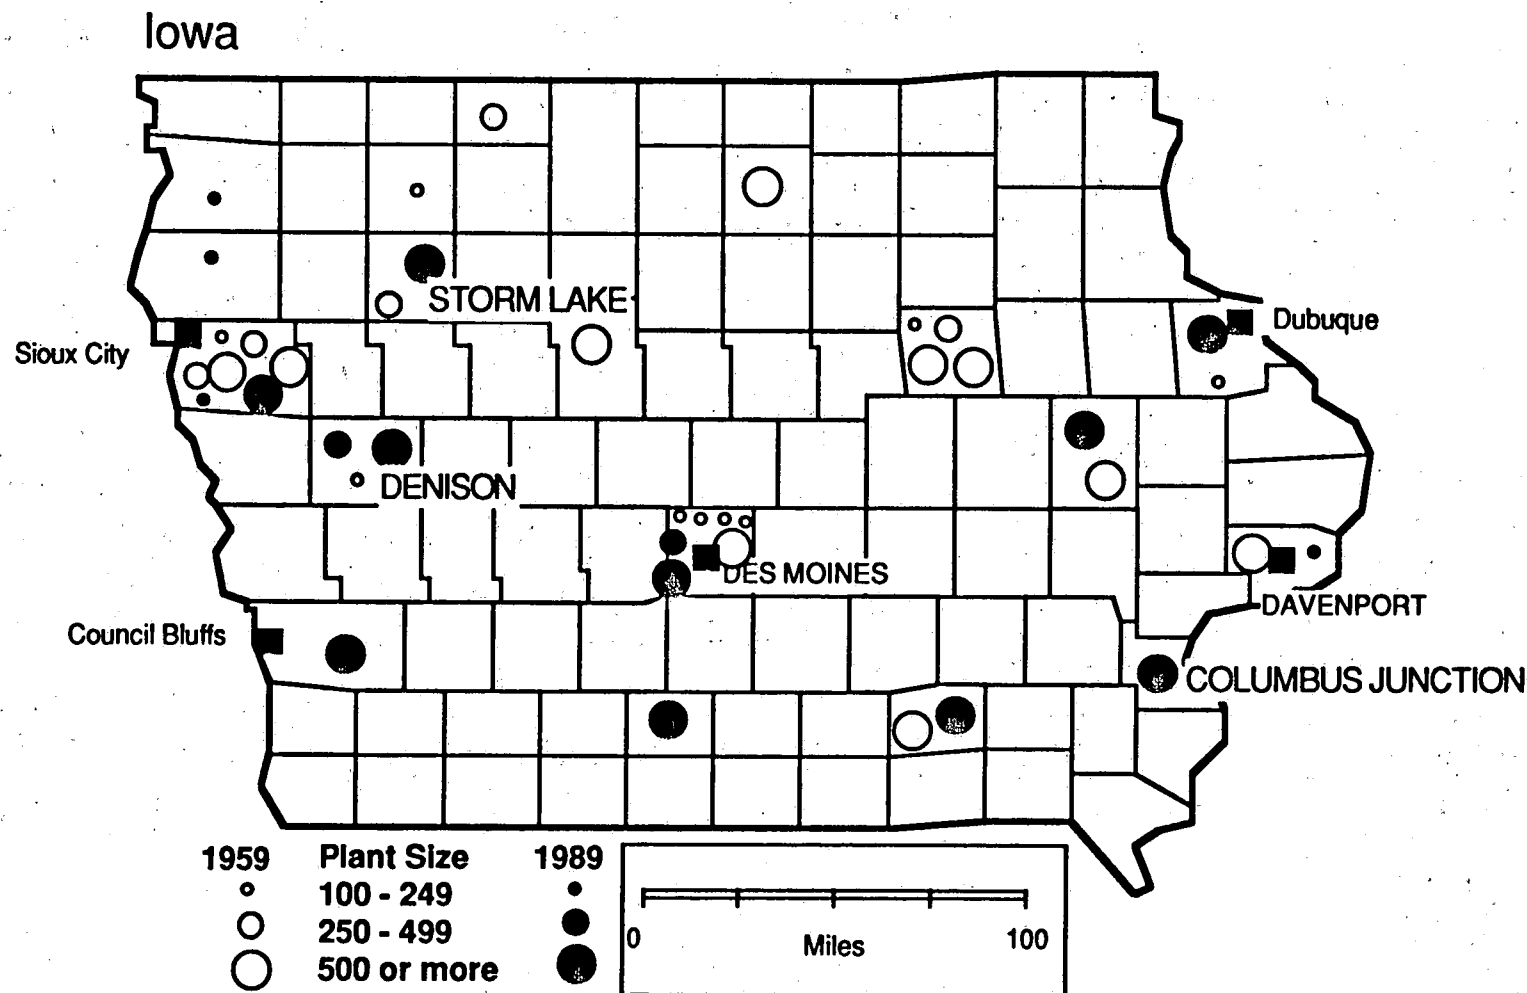 Iowa
STORM LAKE
Dubuque
Sioux City
DENISON
DES MOINES
DAVENPORT
Council Bluffs
COLUMBUS JUNCTION
1959 Plant Size 1989
100 - 249
250 - 499
500 or more
0 Miles 100